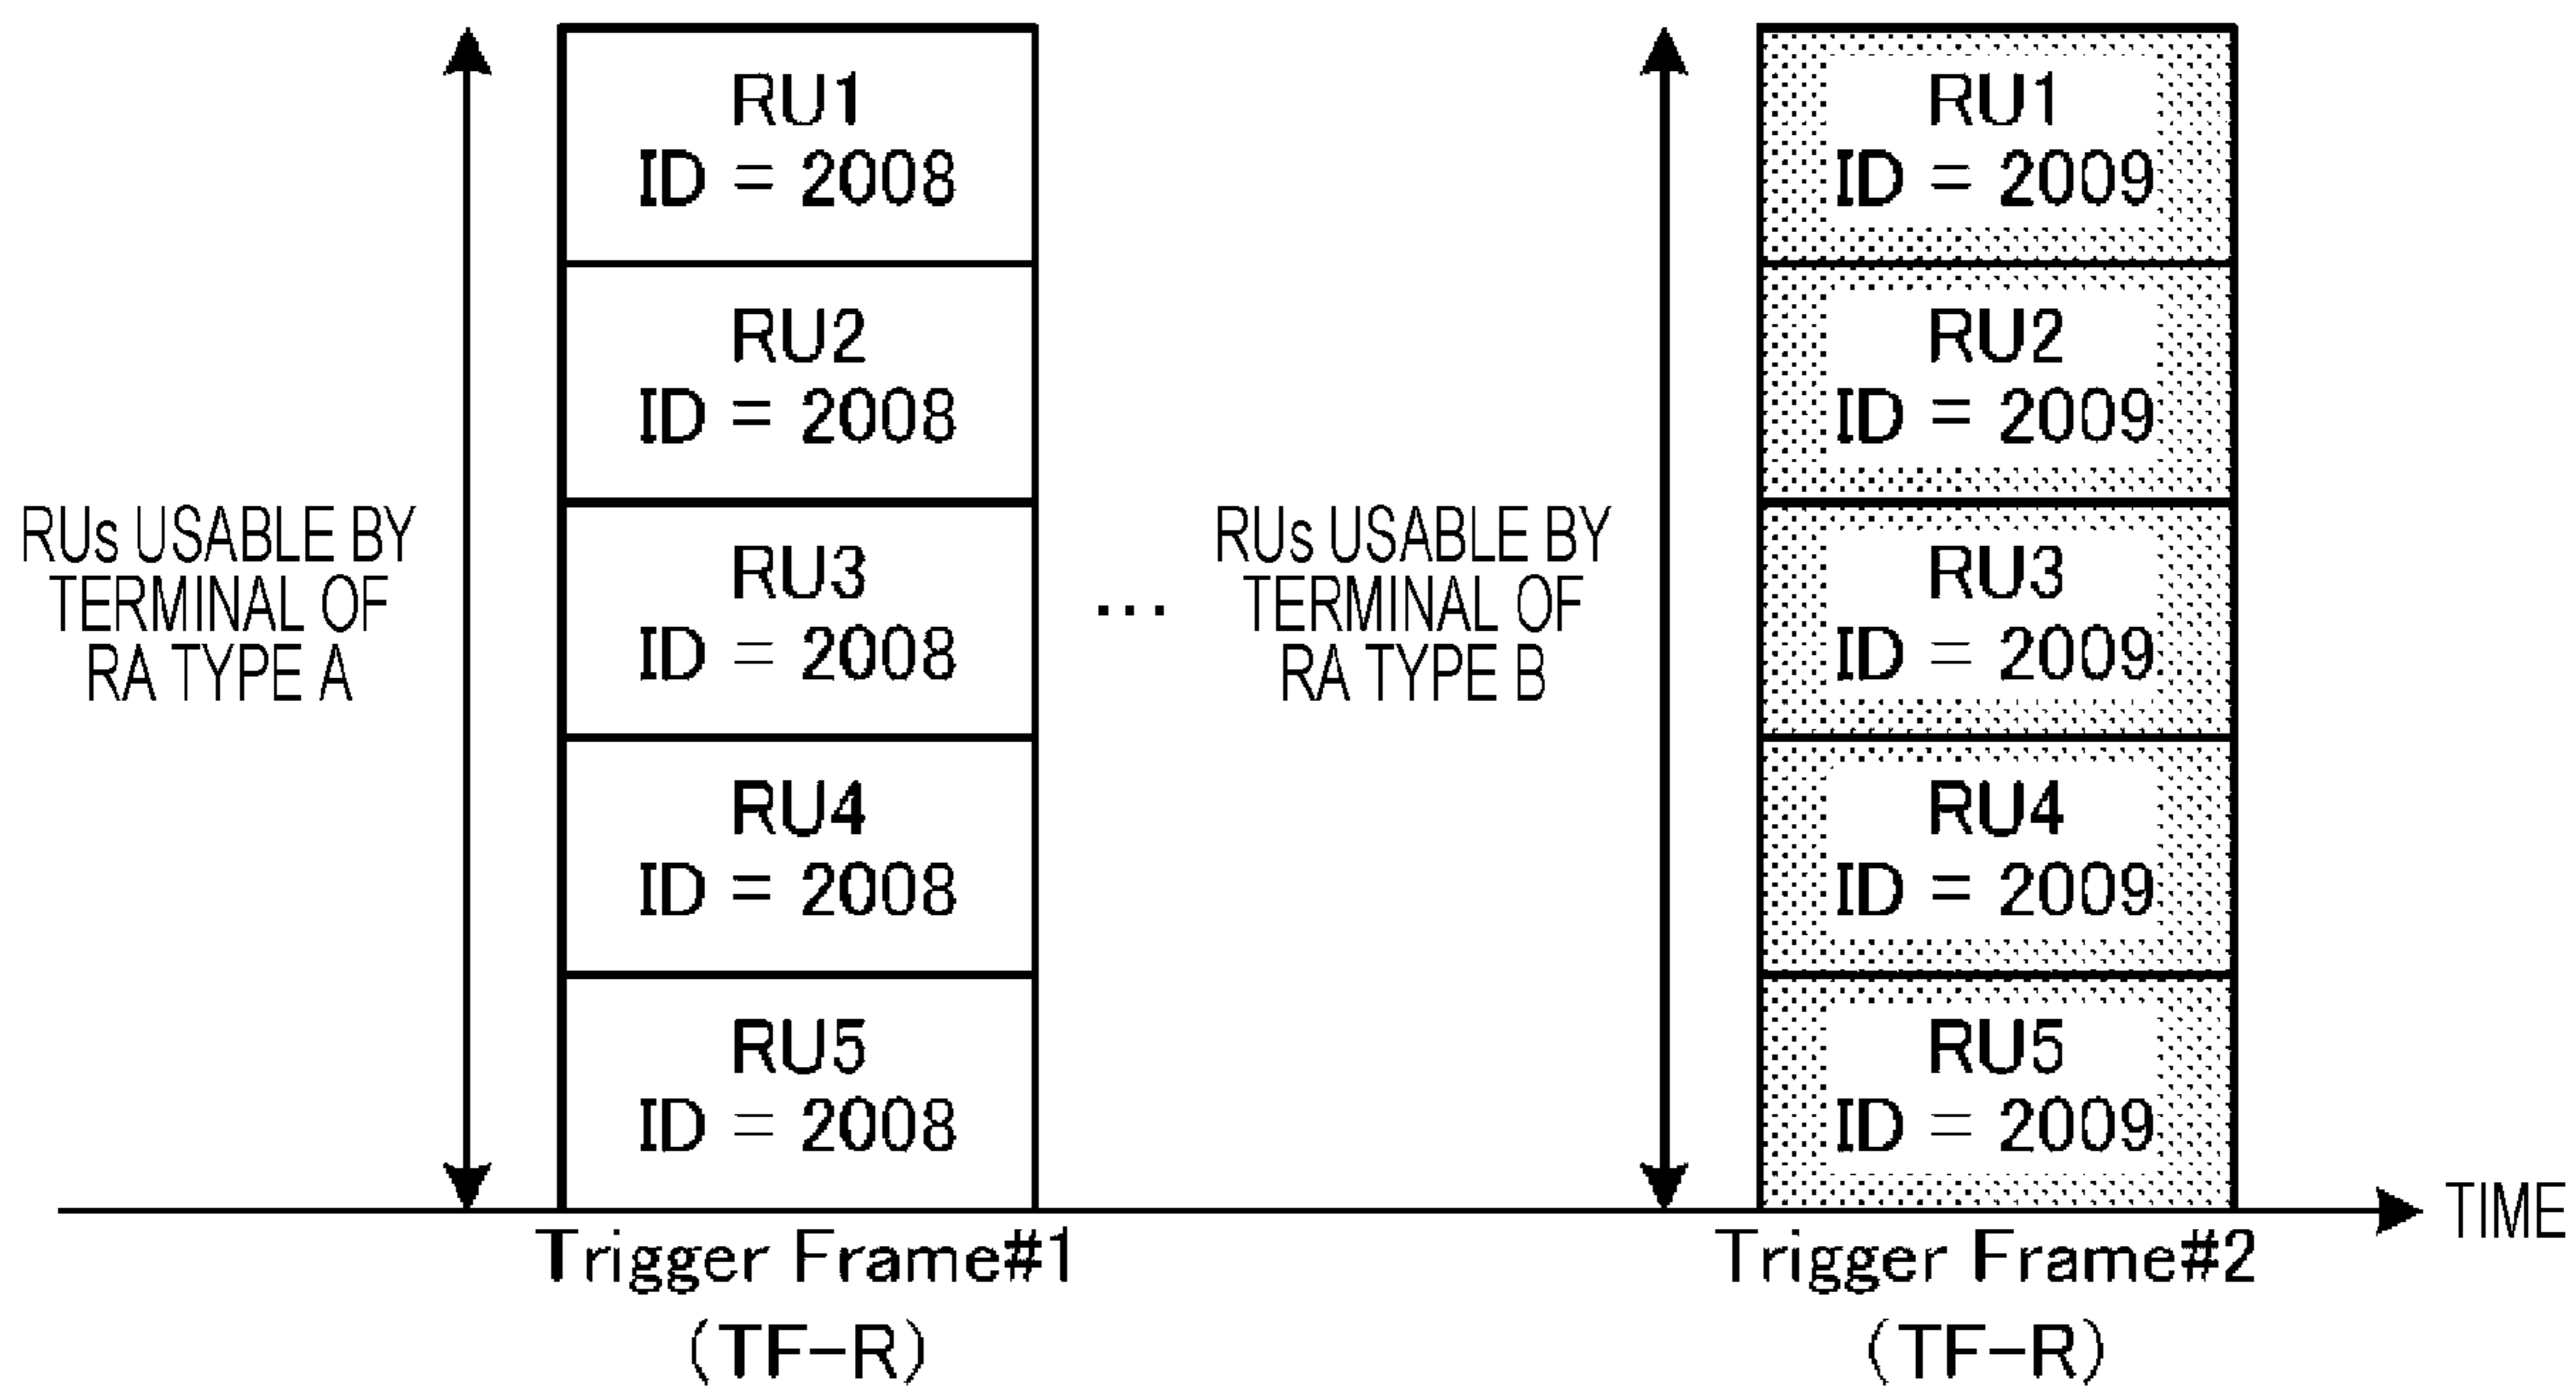 RUs USABLE BY
TERMINAL OF
RA TYPE A
RU1
ID = 2008
RU2
ID = 2008
RU3
ID = 2008
RU4
ID = 2008
RU5
ID = 2008
Trigger Frame#1
(TF-R)
...
RUs USABLE BY
TERMINAL OF
RA TYPE B
RU1
ID = 2009
RU2
ID = 2009
RU3
ID = 2009
RU4
ID = 2009
RU5
ID = 2009
Trigger Frame#2
(TF-R)
TIME